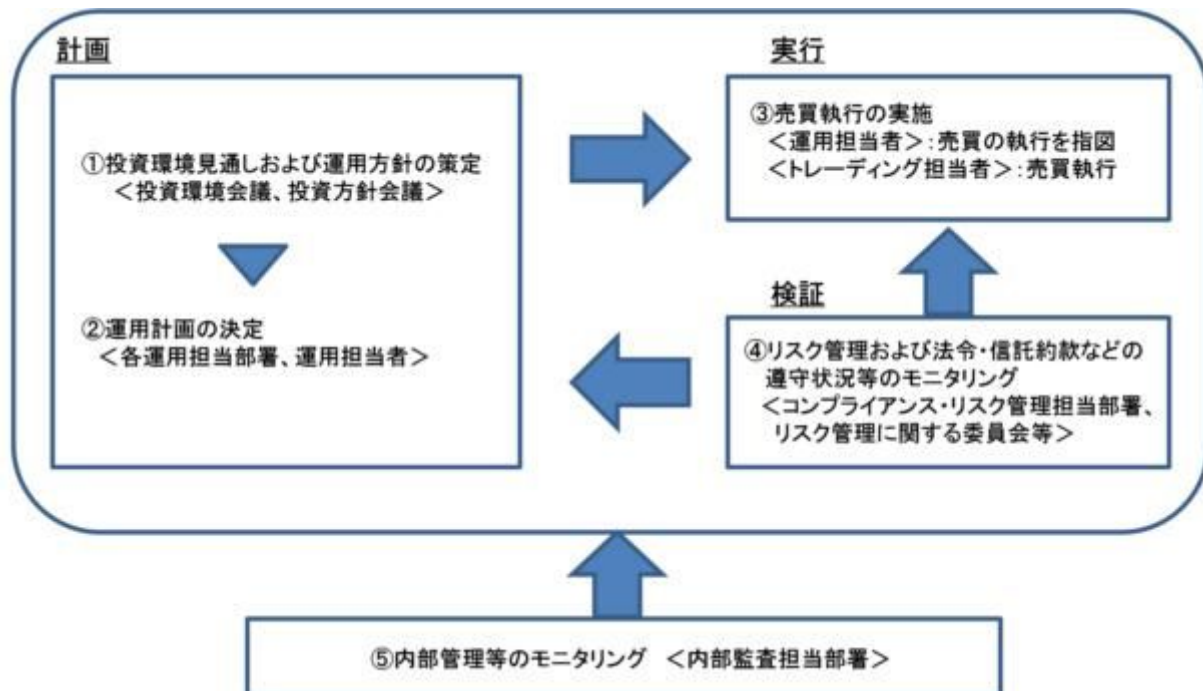 計画
①投資環境見通しおよび運用方針の策定
＜投資環境会議、投資方針会議＞
②運用計画の決定
＜各運用担当部署、運用担当者＞
実行
③売買執行の実施
＜運用担当者＞：売買の執行を指図
＜トレーディング担当者＞：売買執行
検証
④リスク管理および法令・信託約款などの
遵守状況等のモニタリング
＜コンプライアンス・リスク管理担当部署、
リスク管理に関する委員会等＞
⑤内部管理等のモニタリング　＜内部監査担当部署＞